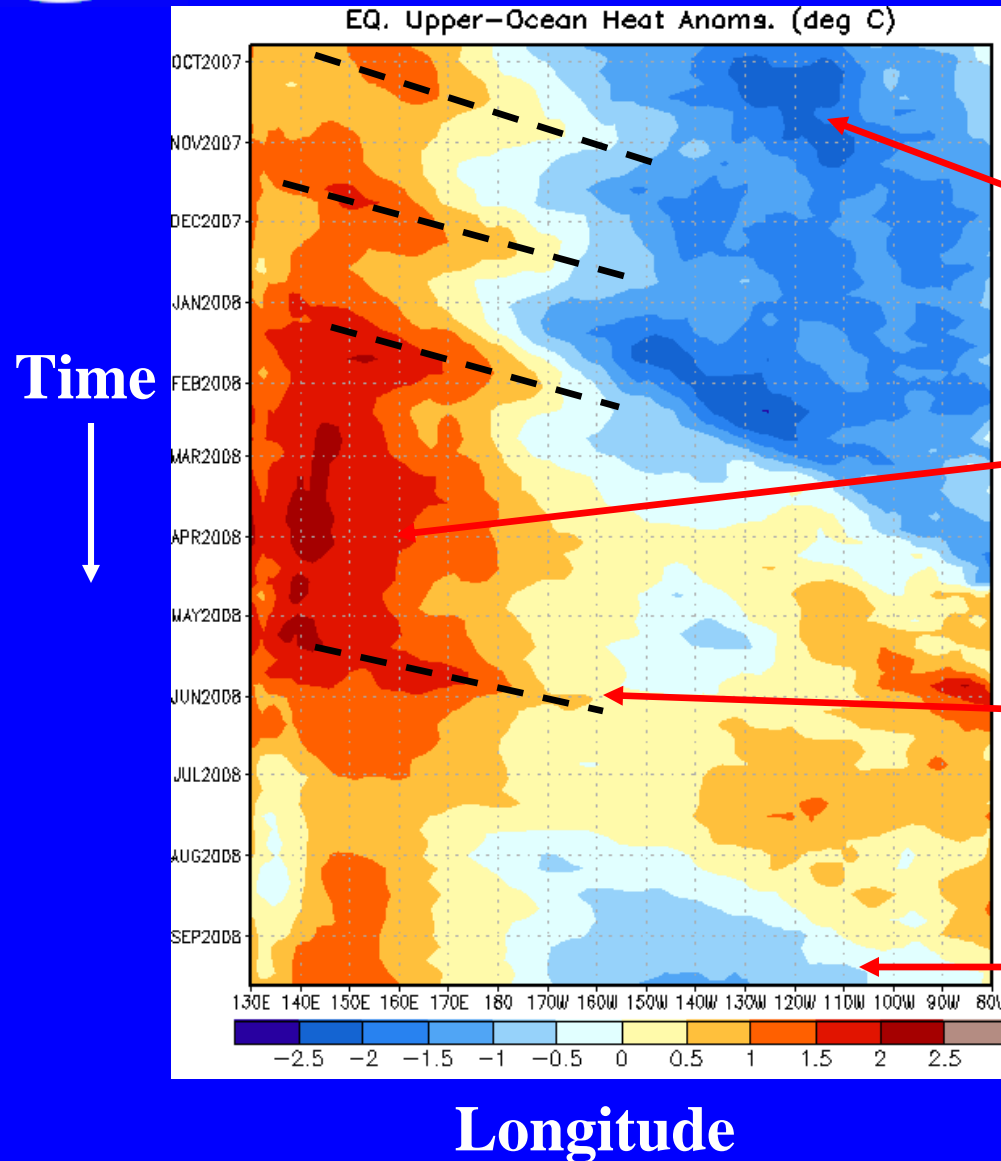 EQ. Upper-Ocean Heat Anoms. (deg C)
OCT2007
NOV2007
DEC2007
JAN2008
Time
FEB2008
MAR2008
APR2008
MAY2008
JUN2008
JUL2008
AUG2008
SEP2008
130E 140E 150E 160E 170E 180 170W 160W 150W 140W 130W 120W 110W 100W 90W 80W
-2.5 -2 -1.5 -1 -0.5 0 0.5 1 1.5 2 2.5
Longitude